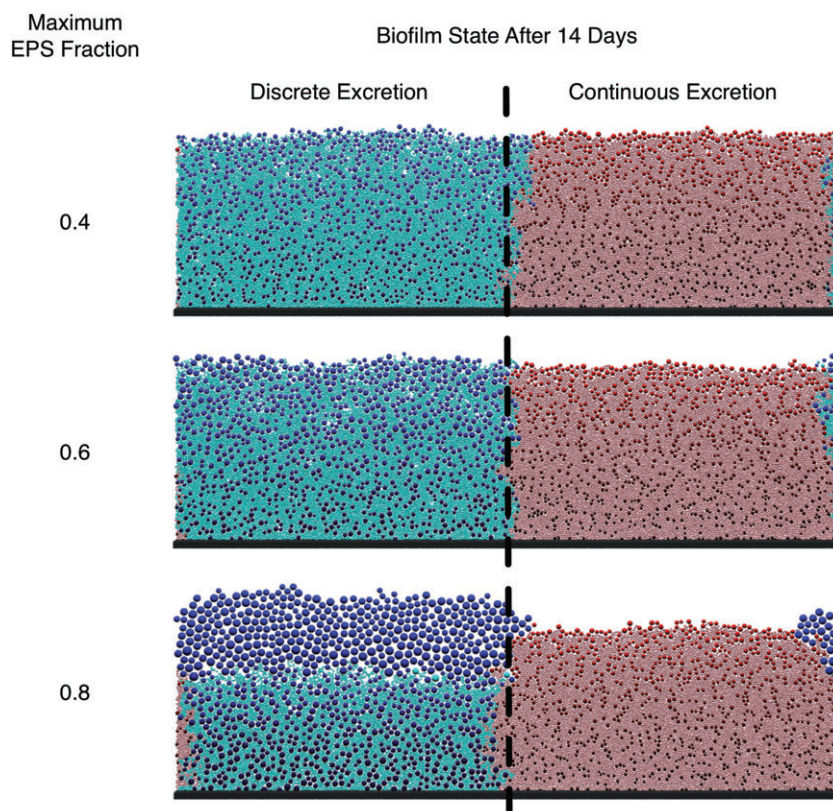 Maximum
EPS Fraction
Biofilm State After 14 Days
Discrete Excretion
Continuous Excretion
0.4
0.6
0.8